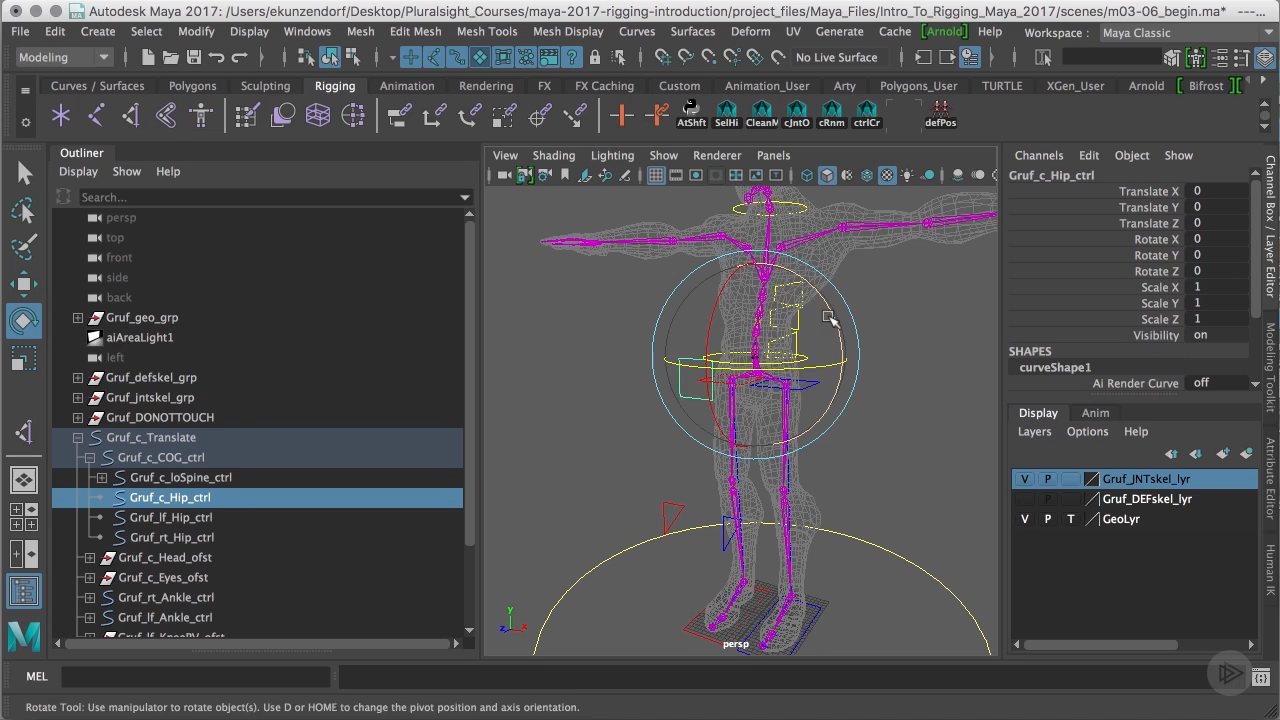 Autodesk Maya 2017: /Users/ekunzendorf/Desktop/Pluralsight_Courses/maya-2017-rigging-introduction/project_files/Maya_Files/Intro_To_Rigging_Maya_2017/scenes/m03-06_begin.ma* ---...
File Edit Create Select Modify Display Windows Mesh Edit Mesh Mesh Tools Mesh Display Curves Surfaces Deform UV Generate Cache [Arnold] Help Workspace : Maya Classic
Modeling No Live Surface
Curves / Surfaces Polygons Sculpting Rigging Animation Rendering FX FX Caching Custom Animation_User Arty Polygons_User TURTLE XGen_User Arnold [ Bifrost ]
AtShft SelHi CleanM cJntO cRnm ctrlCr defPos
Outliner
Display Show Help
Search...
persp
top
front
side
back
Gruf_geo_grp
aiAreaLight1
left
Gruf_defskel_grp
Gruf_jntskel_grp
Gruf_DONOTTOUCH
Gruf_c_Translate
Gruf_c_COG_ctrl
Gruf_c_loSpine_ctrl
Gruf_c_Hip_ctrl
Gruf_lf_Hip_ctrl
Gruf_rt_Hip_ctrl
Gruf_c_Head_ofst
Gruf_c_Eyes_ofst
Gruf_rt_Ankle_ctrl
Gruf_lf_Ankle_ctrl
Gruf_lf_KneePV_ofst
View Shading Lighting Show Renderer Panels
y
z x
persp
Channels Edit Object Show
Gruf_c_Hip_ctrl
Translate X 0
Translate Y 0
Translate Z 0
Rotate X 0
Rotate Y 0
Rotate Z 0
Scale X 1
Scale Y 1
Scale Z 1
Visibility on
SHAPES
curveShape1
Ai Render Curve off
Display Anim
Layers Options Help
V P Gruf_JNTskel_lyr
Gruf_DEFskel_lyr
V P T GeoLyr
Channel Box / Layer Editor
Modeling Toolkit
Attribute Editor
Human IK
MEL
Rotate Tool: Use manipulator to rotate object(s). Use D or HOME to change the pivot position and axis orientation.